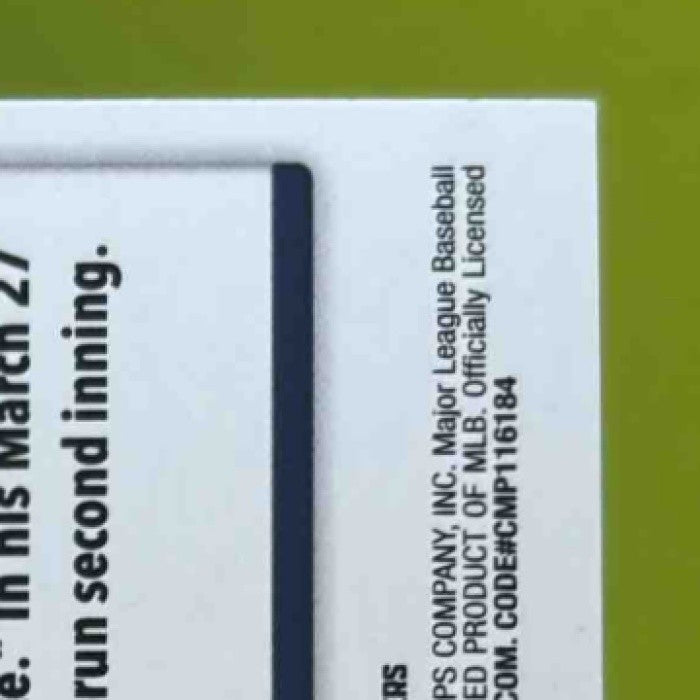 e." In his March 27
run second inning.
RS
PS COMPANY, INC. Major League Baseball
ED PRODUCT OF MLB. Officially Licensed
COM. CODE#CMP116184